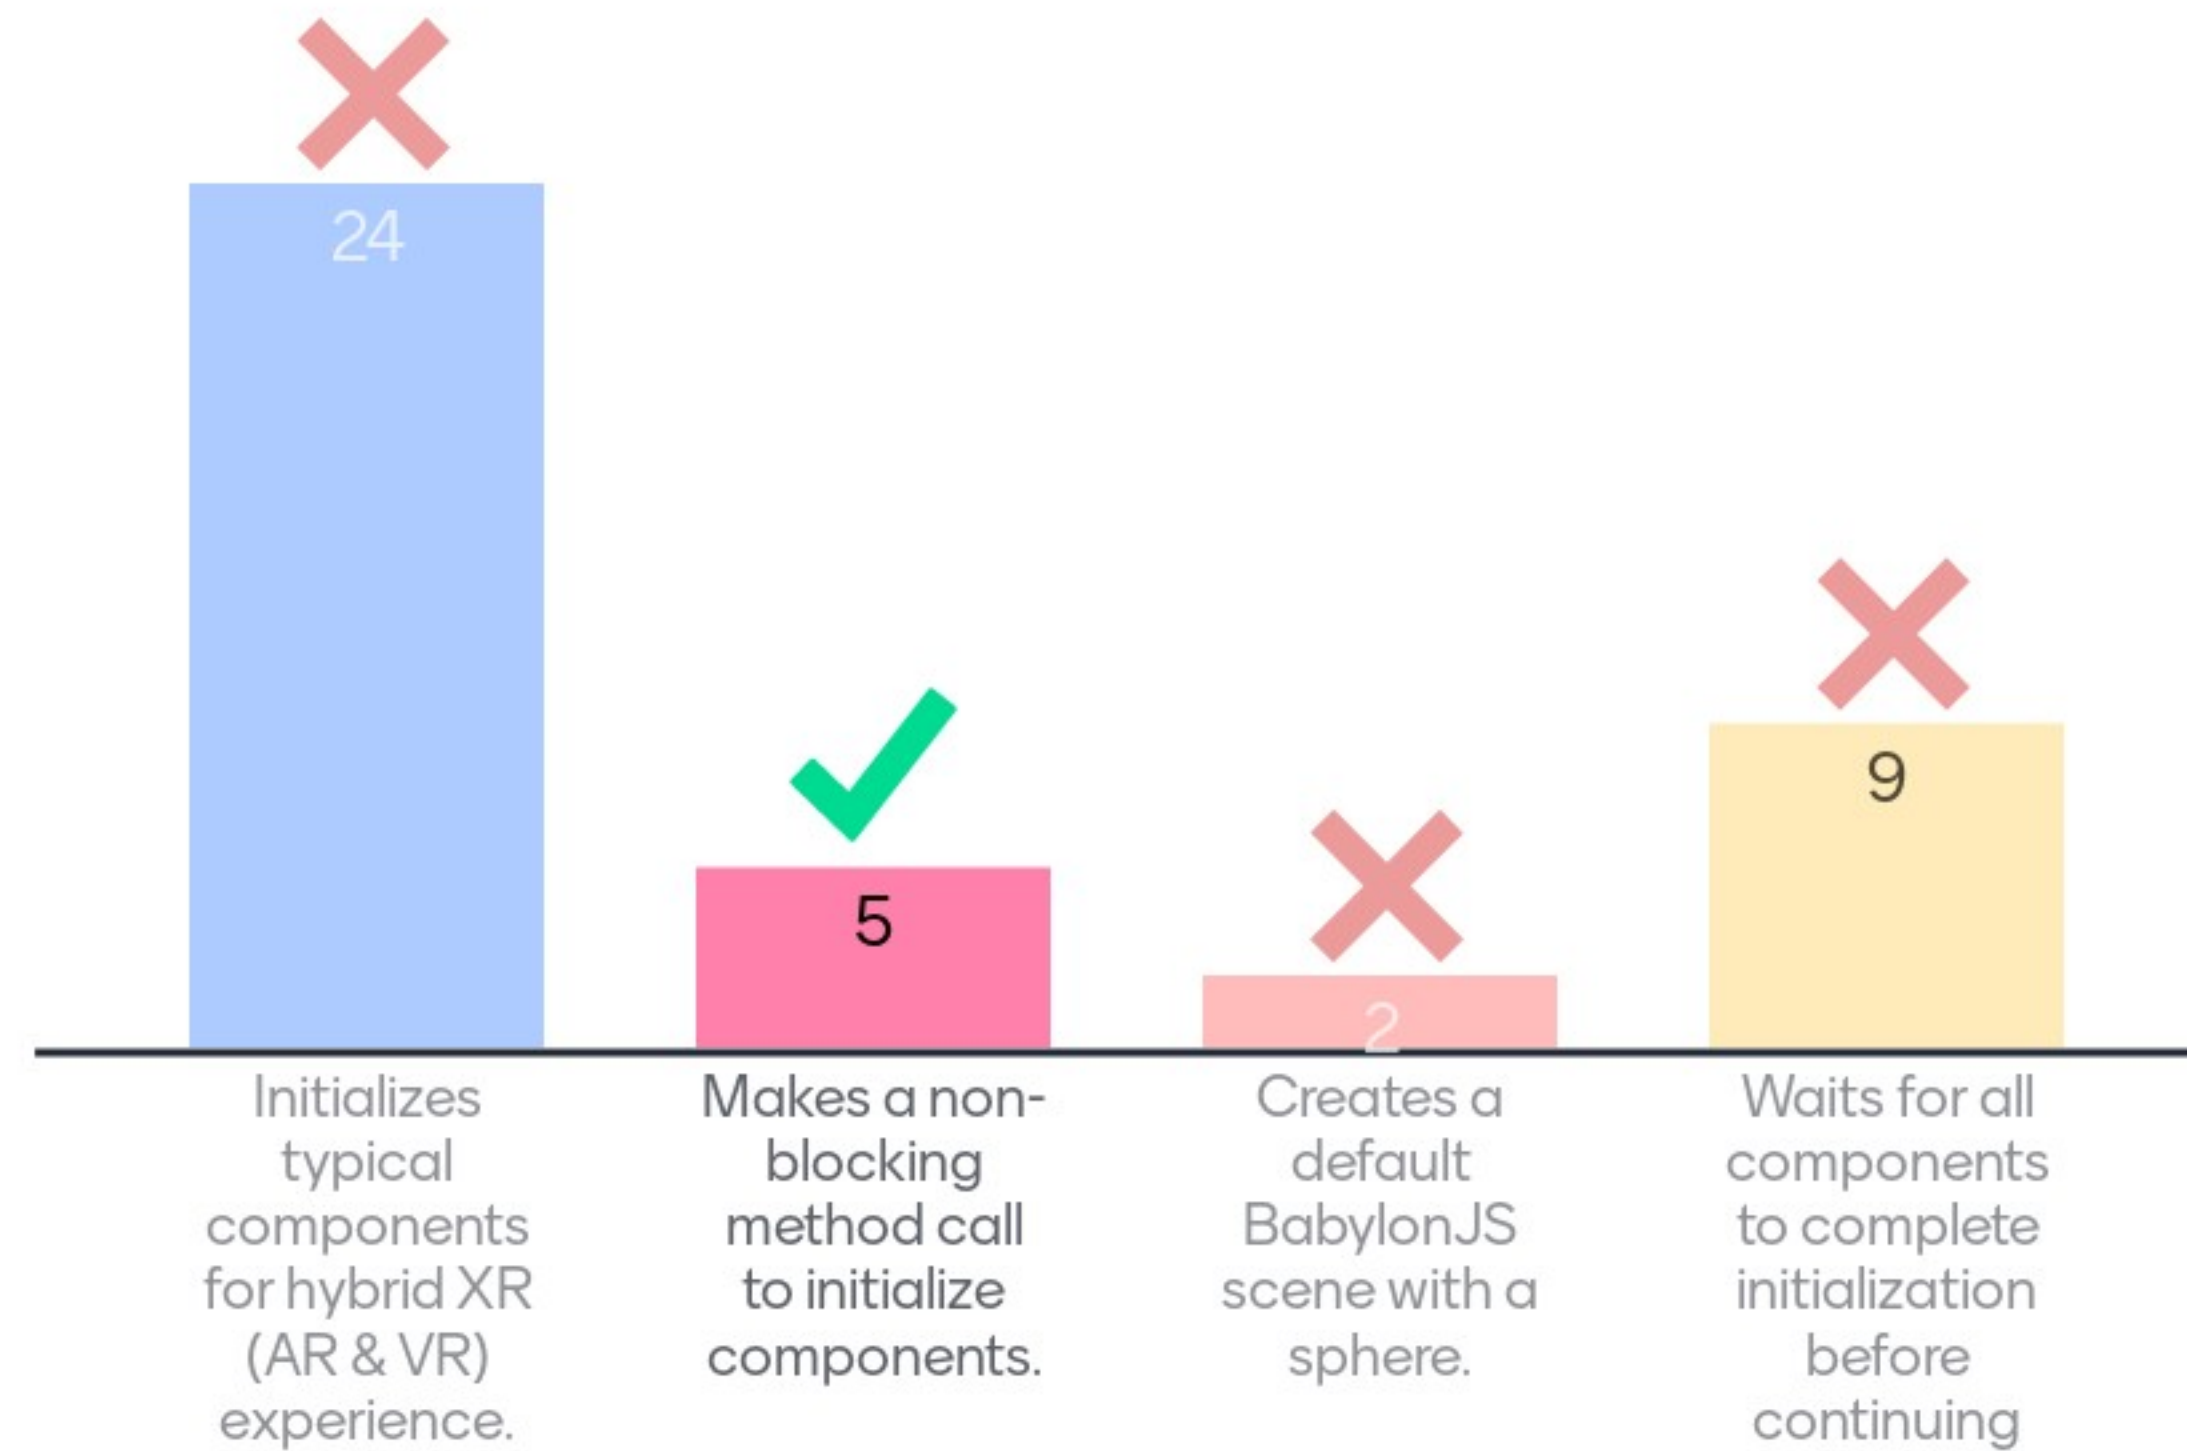 24
5
2
9
Initializes
typical
components
for hybrid XR
(AR & VR)
experience.
Makes a non-
blocking
method call
to initialize
components.
Creates a
default
BabylonJS
scene with a
sphere.
Waits for all
components
to complete
initialization
before
continuing